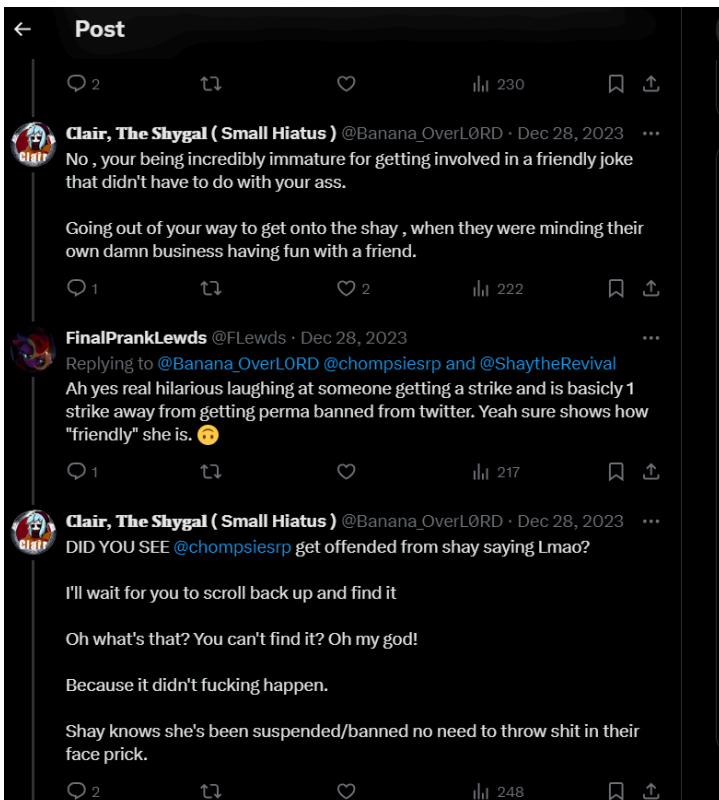 Post
2
230
Clair, The Shygal ( Small Hiatus ) @Banana_OverL0RD · Dec 28, 2023
No , your being incredibly immature for getting involved in a friendly joke
that didn't have to do with your ass.
Going out of your way to get onto the shay , when they were minding their
own damn business having fun with a friend.
1
2
222
FinalPrankLewds @FLewds · Dec 28, 2023
Replying to @Banana_OverL0RD @chompsiesrp and @ShaytheRevival
Ah yes real hilarious laughing at someone getting a strike and is basicly 1
strike away from getting perma banned from twitter. Yeah sure shows how
"friendly" she is. 🙃
1
217
Clair
Clair, The Shygal ( Small Hiatus ) @Banana_OverL0RD · Dec 28, 2023
DID YOU SEE @chompsiesrp get offended from shay saying Lmao?
I'll wait for you to scroll back up and find it
Oh what's that? You can't find it? Oh my god!
Because it didn't fucking happen.
Shay knows she's been suspended/banned no need to throw shit in their
face prick.
2
248